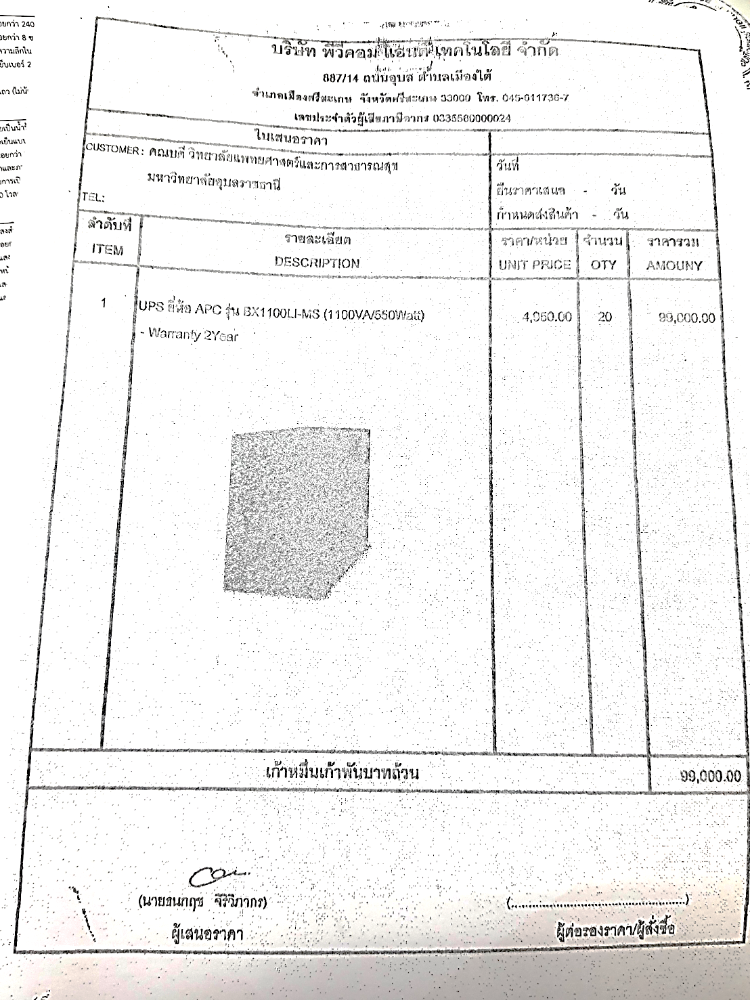 บริษัท พีวีคอม แอนด์ เทคโนโลยี จำกัด
887/14 ถนนอุบล ตำบลเมืองใต้
อำเภอเมืองศรีสะเกษ จังหวัดศรีสะเกษ 33000 โทร. 045-611736-7
เลขประจำตัวผู้เสียภาษีอากร 0335560000024
ใบเสนอราคา
CUSTOMER: คณบดี วิทยาลัยแพทยศาสตร์และการสาธารณสุข
มหาวิทยาลัยอุบลราชธานี
TEL:
วันที่
ยืนราคาเสนอ - วัน
กำหนดส่งสินค้า - วัน
ลำดับที่ รายละเอียด ราคา/หน่วย จำนวน ราคารวม
ITEM DESCRIPTION UNIT PRICE QTY AMOUNY
1 UPS ยี่ห้อ APC รุ่น BX1100LI-MS (1100VA/550Watt) 4,950.00 20 99,000.00
- Warranty 2Year
เก้าหมื่นเก้าพันบาทถ้วน 99,000.00
(นายธนกฤช จิรวิภากร) (............................................)
ผู้เสนอราคา ผู้ต่อรองราคา/ผู้สั่งซื้อ